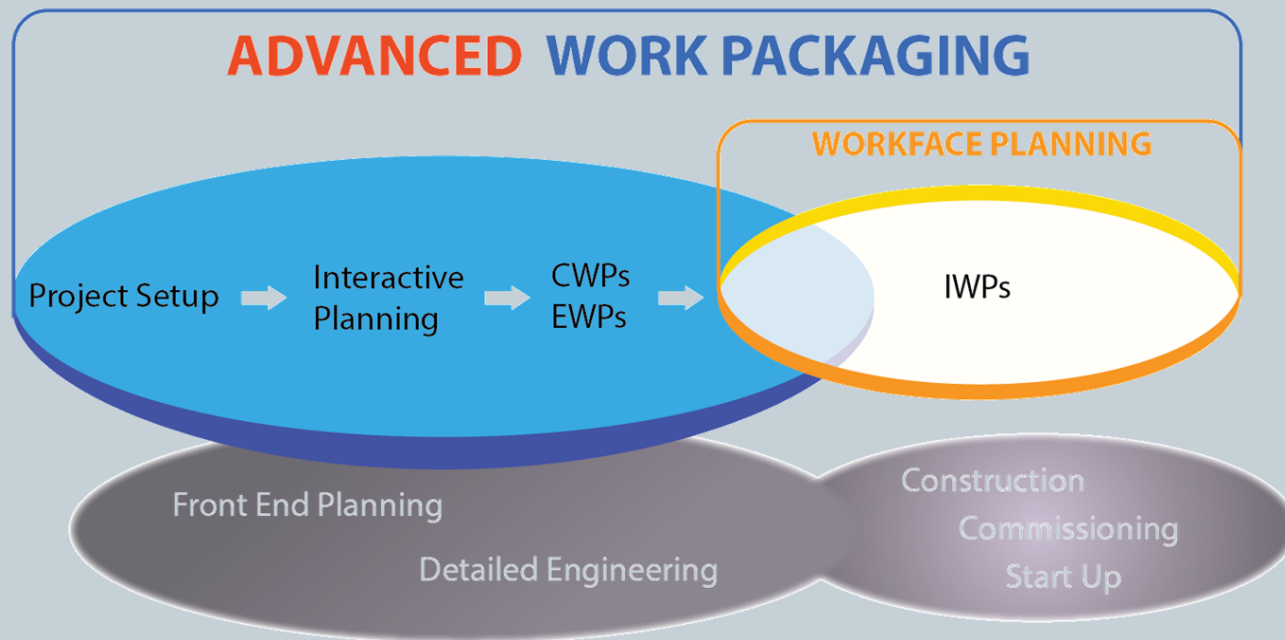 ADVANCED WORK PACKAGING
WORKFACE PLANNING
Project Setup
Interactive
Planning
CWPs
EWPs
IWPs
Front End Planning
Detailed Engineering
Construction
Commissioning
Start Up